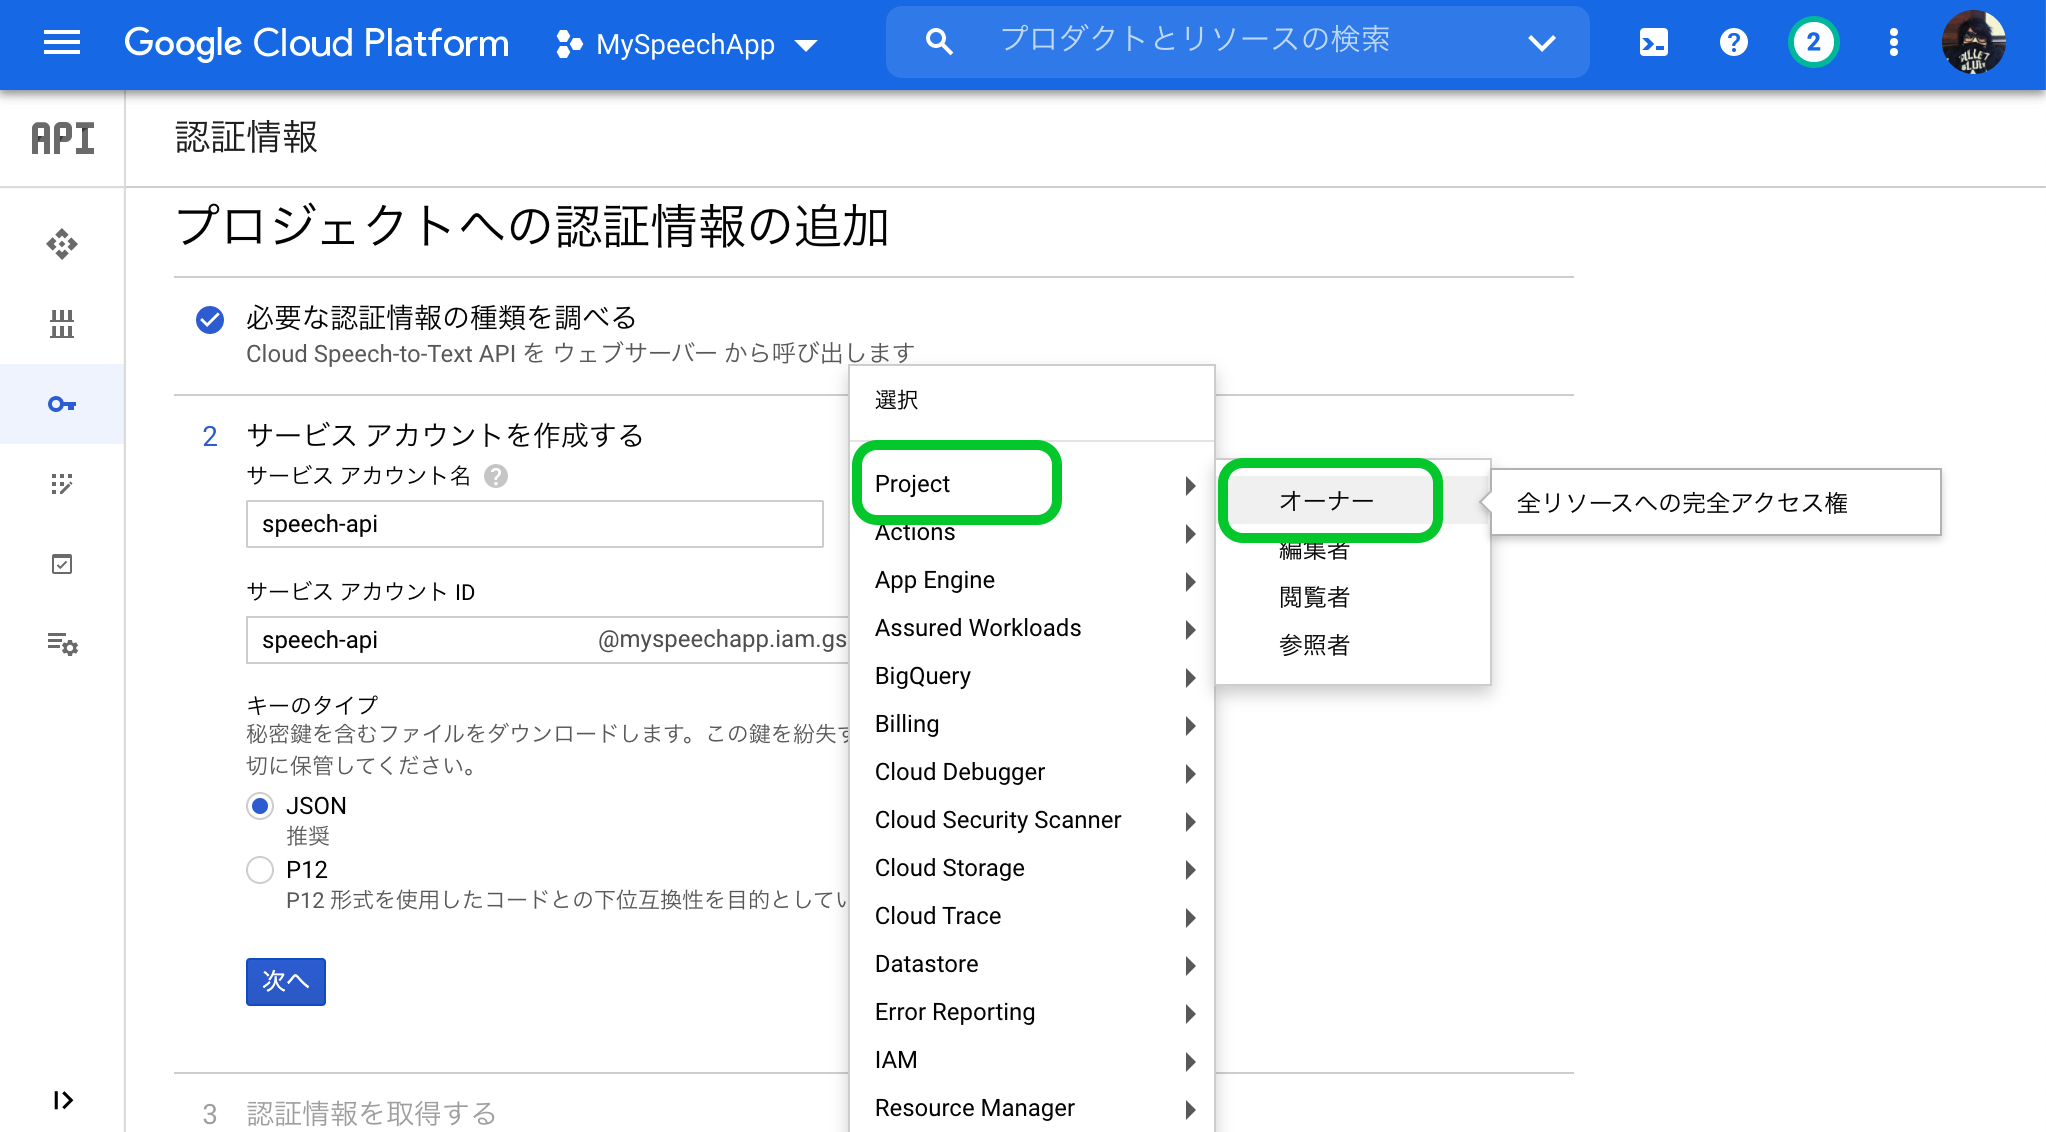 Google Cloud Platform
MySpeechApp
プロダクトとリソースの検索
2
API
認証情報
プロジェクトへの認証情報の追加
必要な認証情報の種類を調べる
Cloud Speech-to-Text API を ウェブサーバー から呼び出します
2 サービス アカウントを作成する
サービス アカウント名
speech-api
サービス アカウント ID
speech-api
@myspeechapp.iam.gs
キーのタイプ
秘密鍵を含むファイルをダウンロードします。この鍵を紛失す
切に保管してください。
JSON
推奨
P12
P12 形式を使用したコードとの下位互換性を目的としてい
次へ
3 認証情報を取得する
選択
Project
Actions
App Engine
Assured Workloads
BigQuery
Billing
Cloud Debugger
Cloud Security Scanner
Cloud Storage
Cloud Trace
Datastore
Error Reporting
IAM
Resource Manager
オーナー
編集者
閲覧者
参照者
全リソースへの完全アクセス権